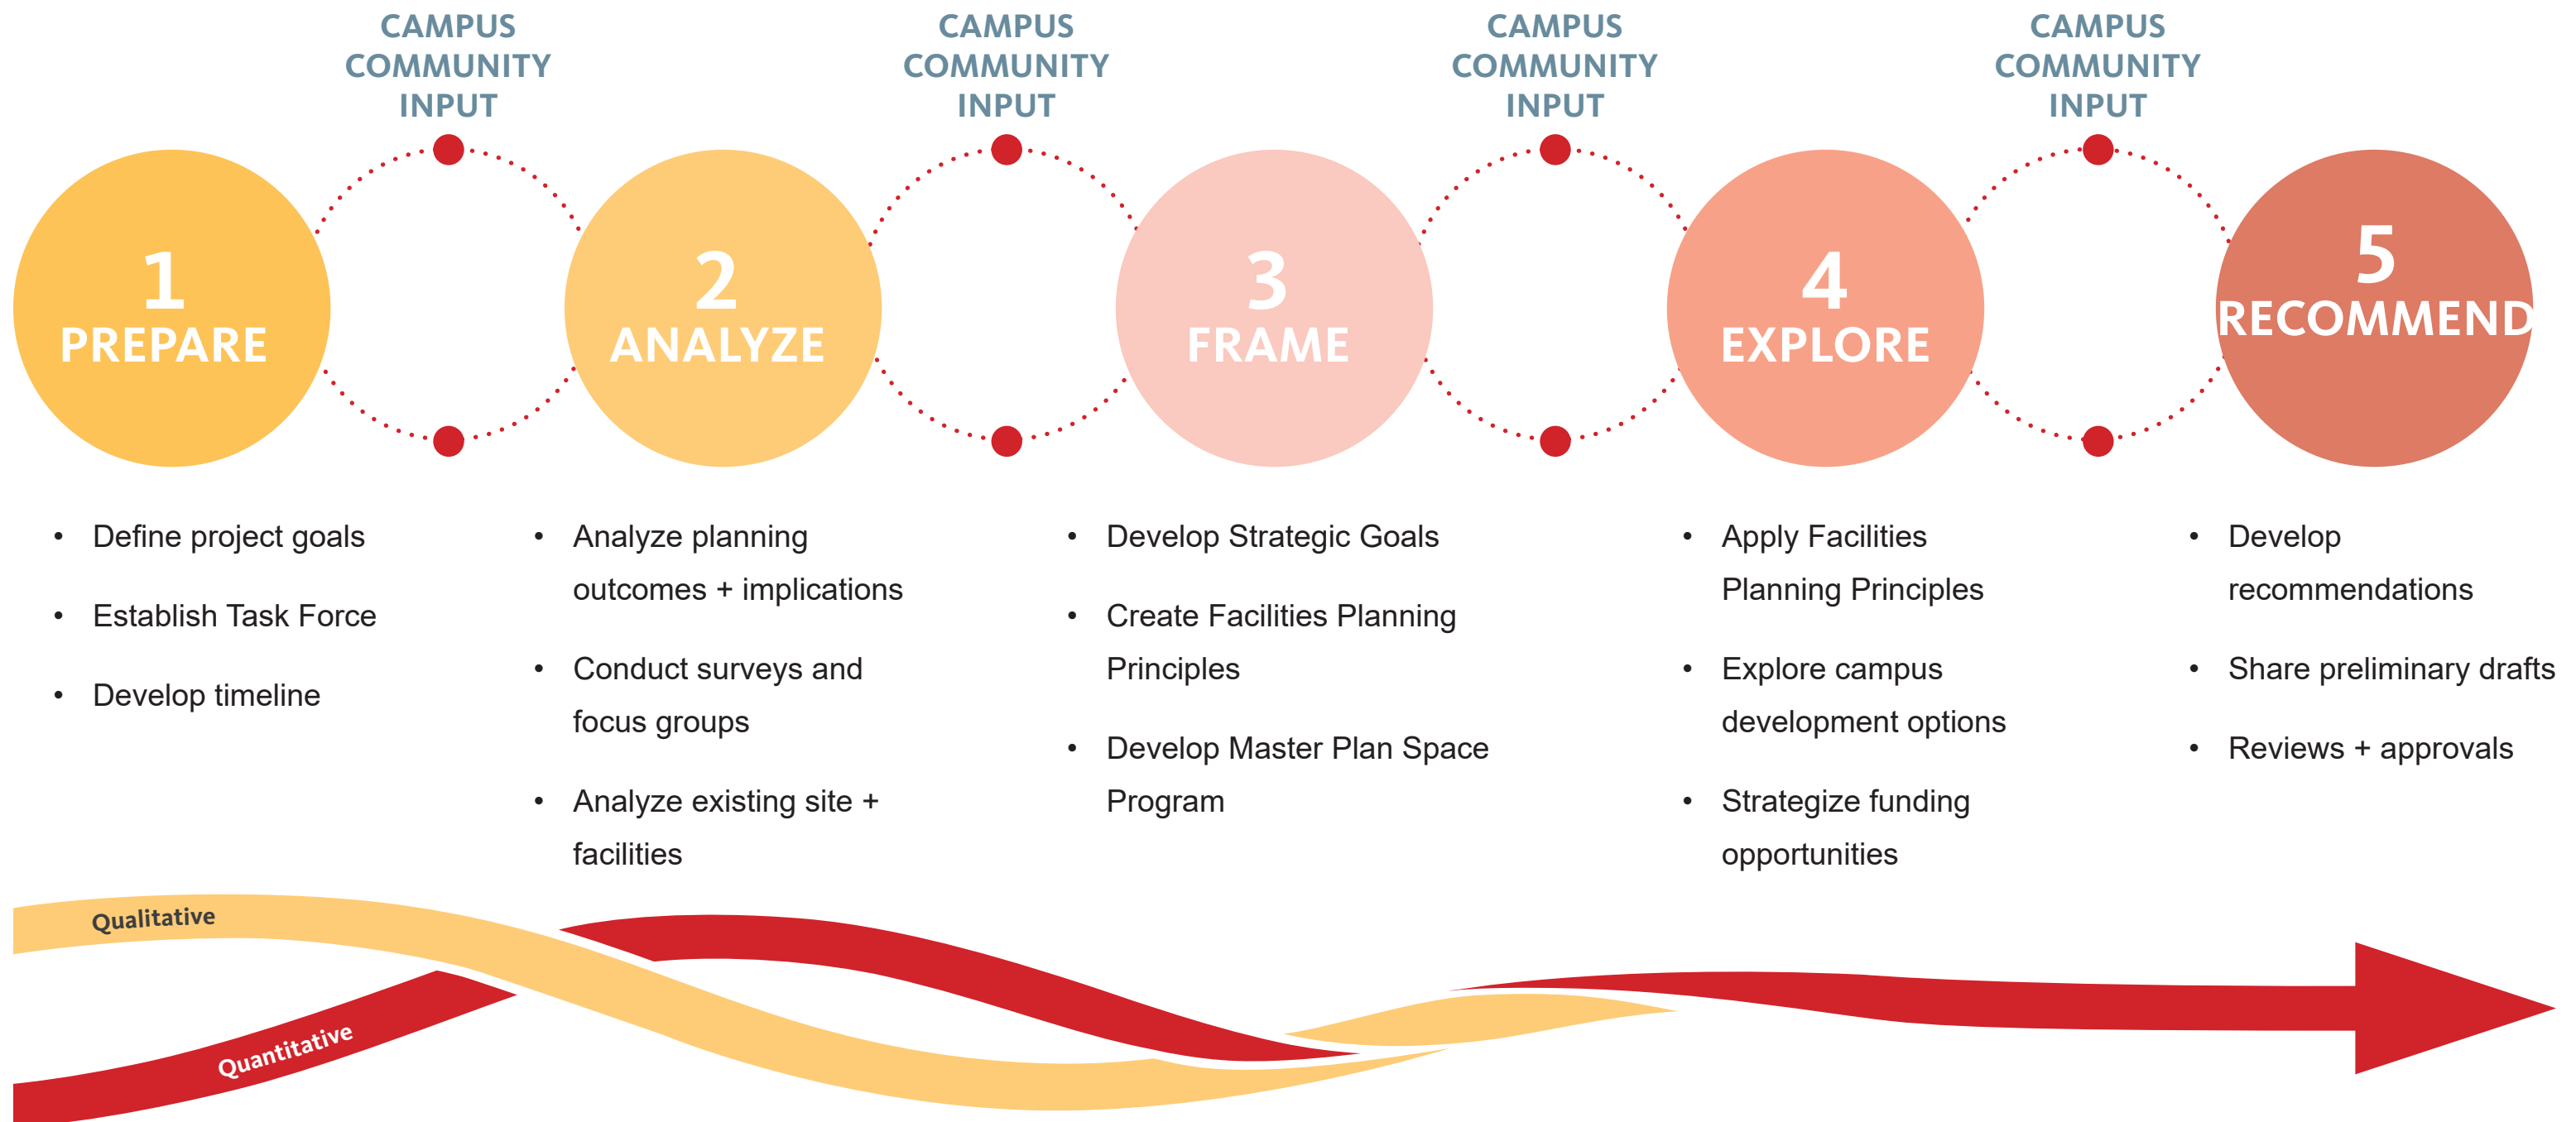 CAMPUS
COMMUNITY
INPUT
CAMPUS
COMMUNITY
INPUT
CAMPUS
COMMUNITY
INPUT
CAMPUS
COMMUNITY
INPUT
1
PREPARE
2
ANALYZE
3
FRAME
4
EXPLORE
5
RECOMMEND
• Define project goals
• Establish Task Force
• Develop timeline
• Analyze planning
outcomes + implications
• Conduct surveys and
focus groups
• Analyze existing site +
facilities
• Develop Strategic Goals
• Create Facilities Planning
Principles
• Develop Master Plan Space
Program
• Apply Facilities
Planning Principles
• Explore campus
development options
• Strategize funding
opportunities
• Develop
recommendations
• Share preliminary drafts
• Reviews + approvals
Qualitative
Quantitative